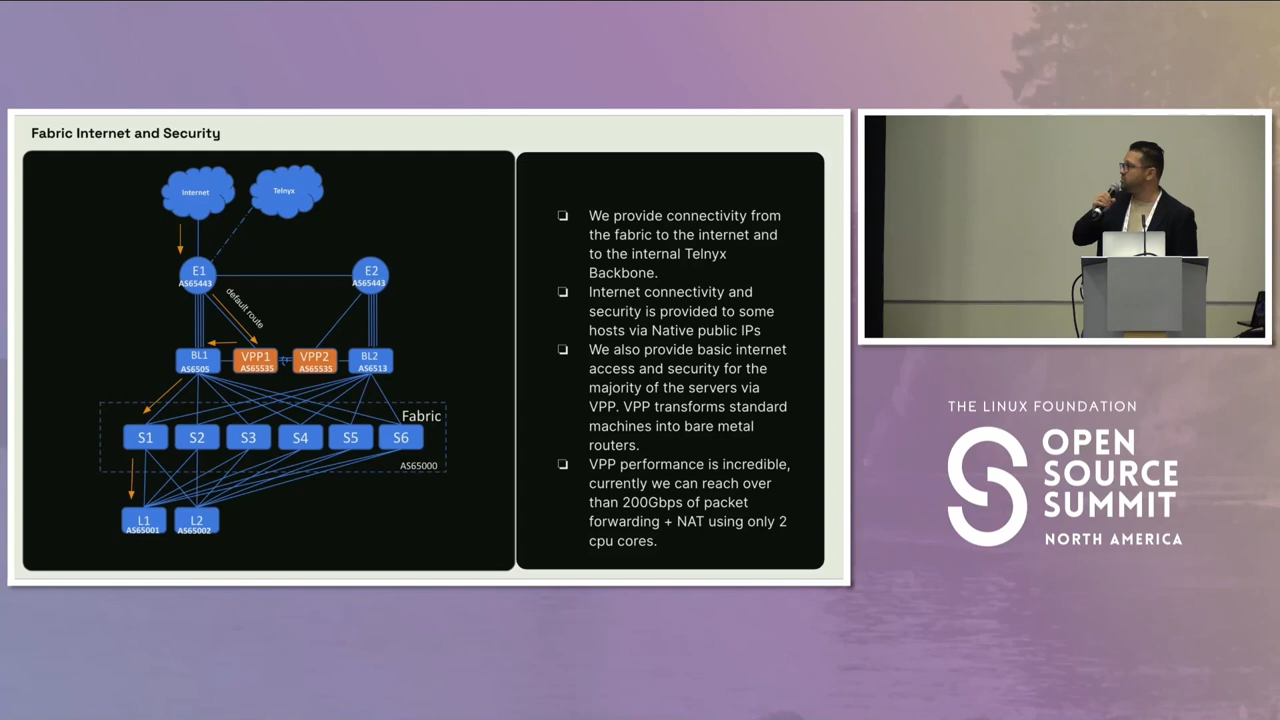 Fabric Internet and Security
Internet
Telnyx
E1
AS65443
E2
AS65443
default route
BL1
AS6505
VPP1
AS65535
VPP2
AS65535
BL2
AS6513
Fabric
S1
S2
S3
S4
S5
S6
AS65000
L1
AS65001
L2
AS65002
We provide connectivity from
the fabric to the internet and
to the internal Telnyx
Backbone.
Internet connectivity and
security is provided to some
hosts via Native public IPs
We also provide basic internet
access and security for the
majority of the servers via
VPP. VPP transforms standard
machines into bare metal
routers.
VPP performance is incredible,
currently we can reach over
than 200Gbps of packet
forwarding + NAT using only 2
cpu cores.
THE LINUX FOUNDATION
OPEN
SOURCE
SUMMIT
NORTH AMERICA